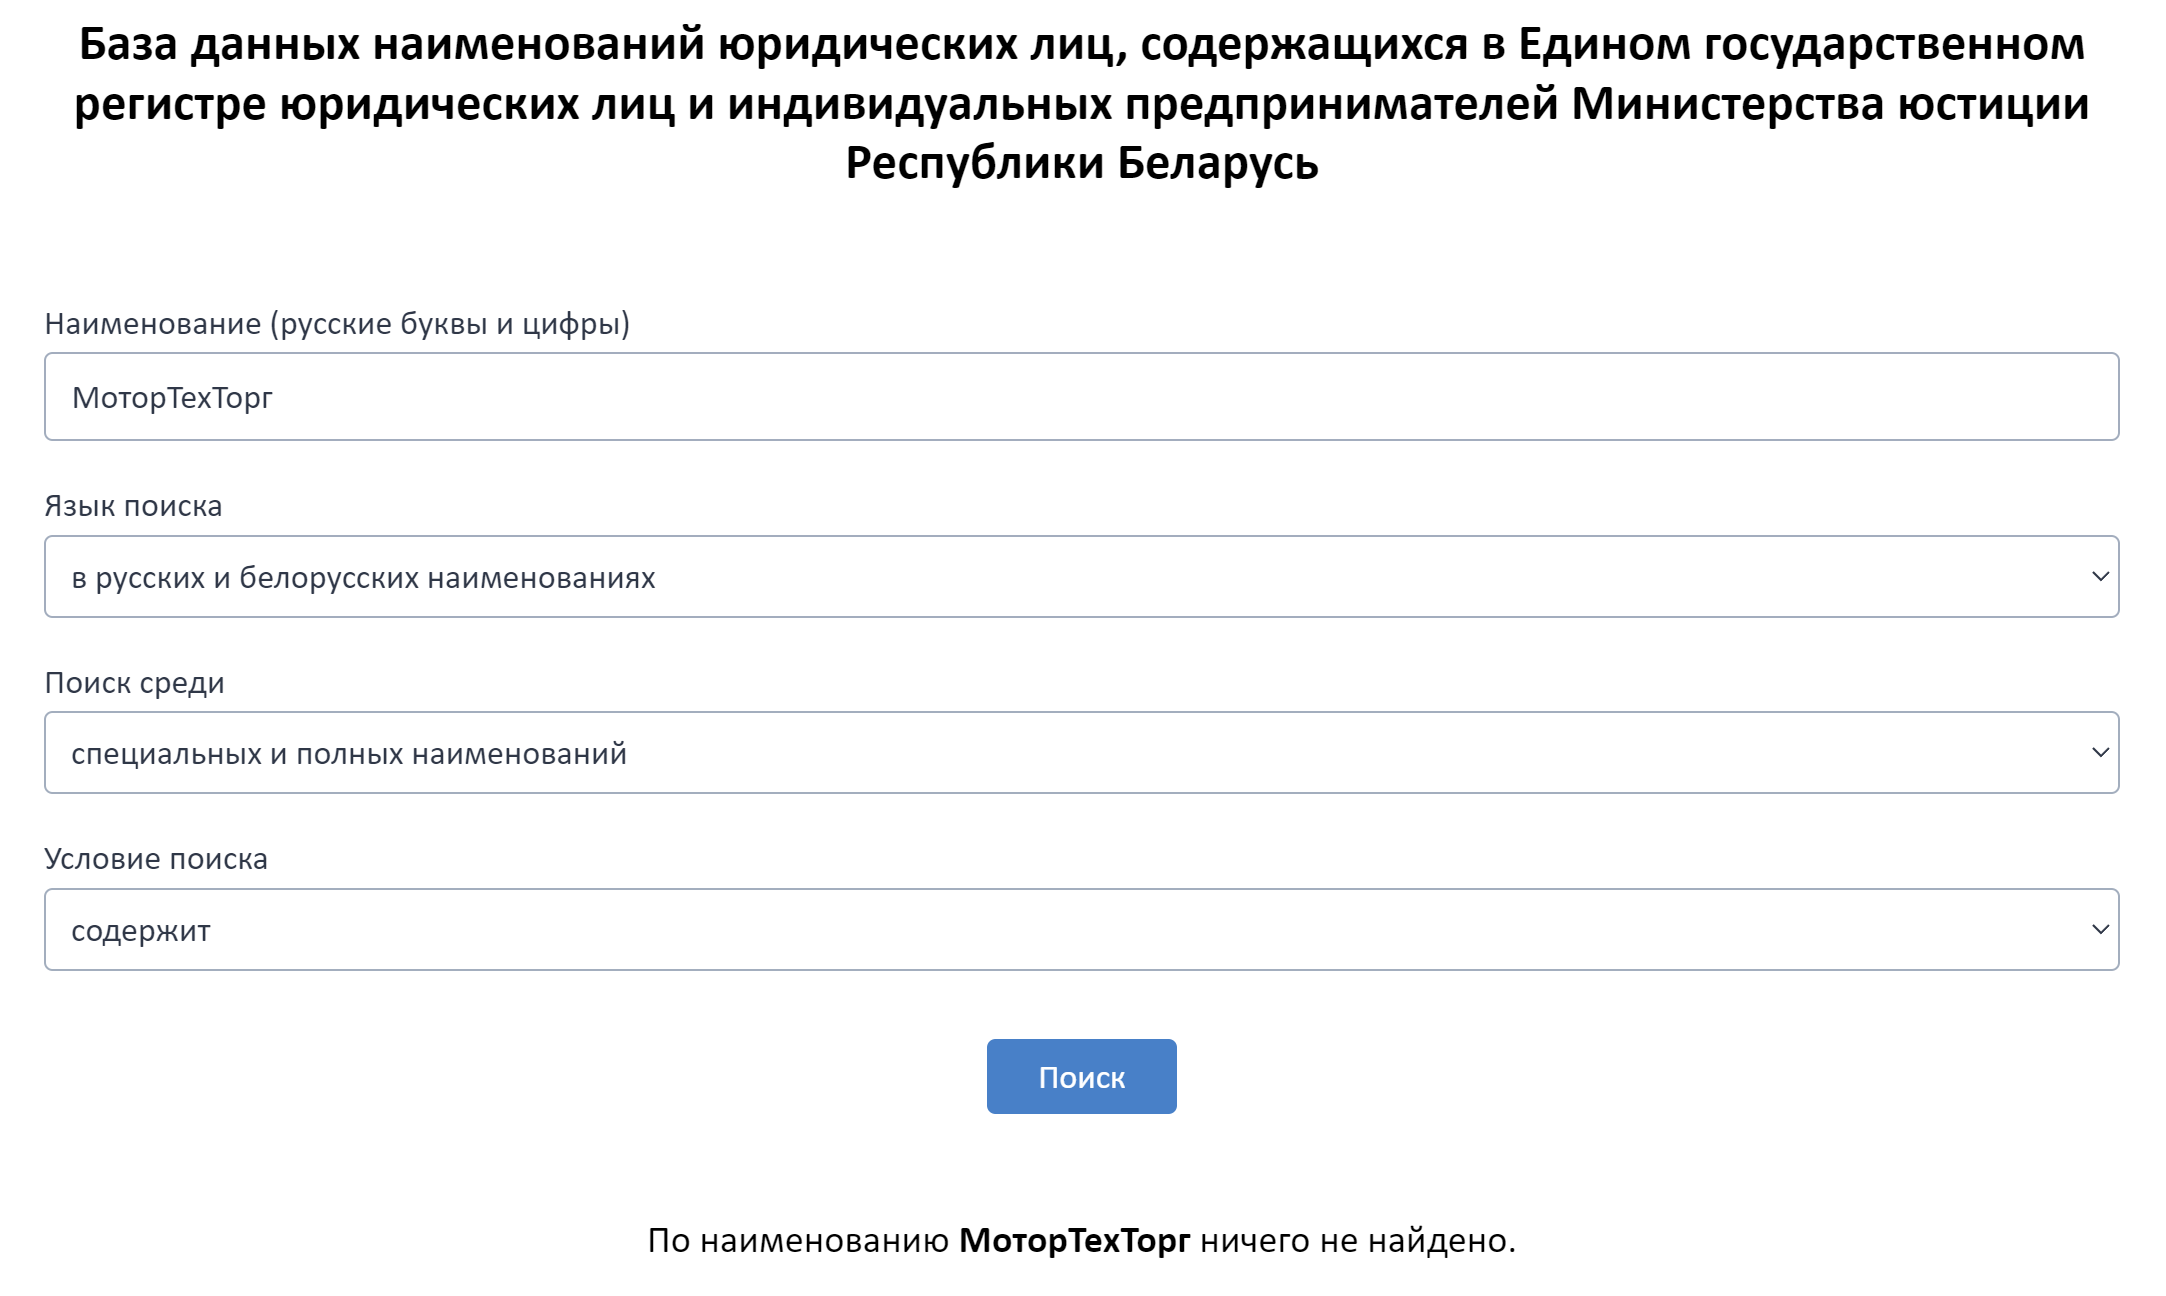 База данных наименований юридических лиц, содержащихся в Едином государственном
регистре юридических лиц и индивидуальных предпринимателей Министерства юстиции
Республики Беларусь
Наименование (русские буквы и цифры)
МоторТехТорг
Язык поиска
в русских и белорусских наименованиях
Поиск среди
специальных и полных наименований
Условие поиска
содержит
Поиск
По наименованию МоторТехТорг ничего не найдено.